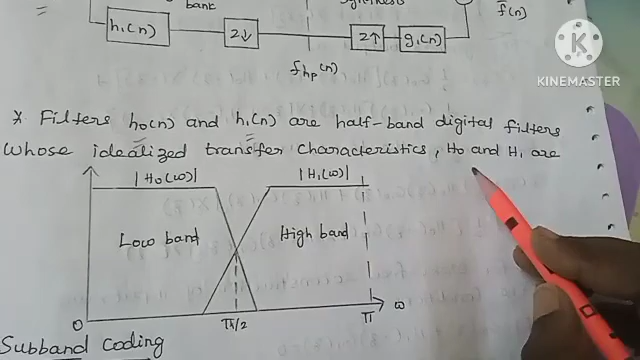 bank
h₁(n)
2↓
2↑
g₁(n)
f̂(n)
f_hp(n)
K
KINEMASTER
* Filters h₀(n) and h₁(n) are half-band digital filters
whose idealized transfer characteristics, H₀ and H₁ are
|H₀(ω)| |H₁(ω)|
Low band High band
0 π/2 π ω
Subband Coding